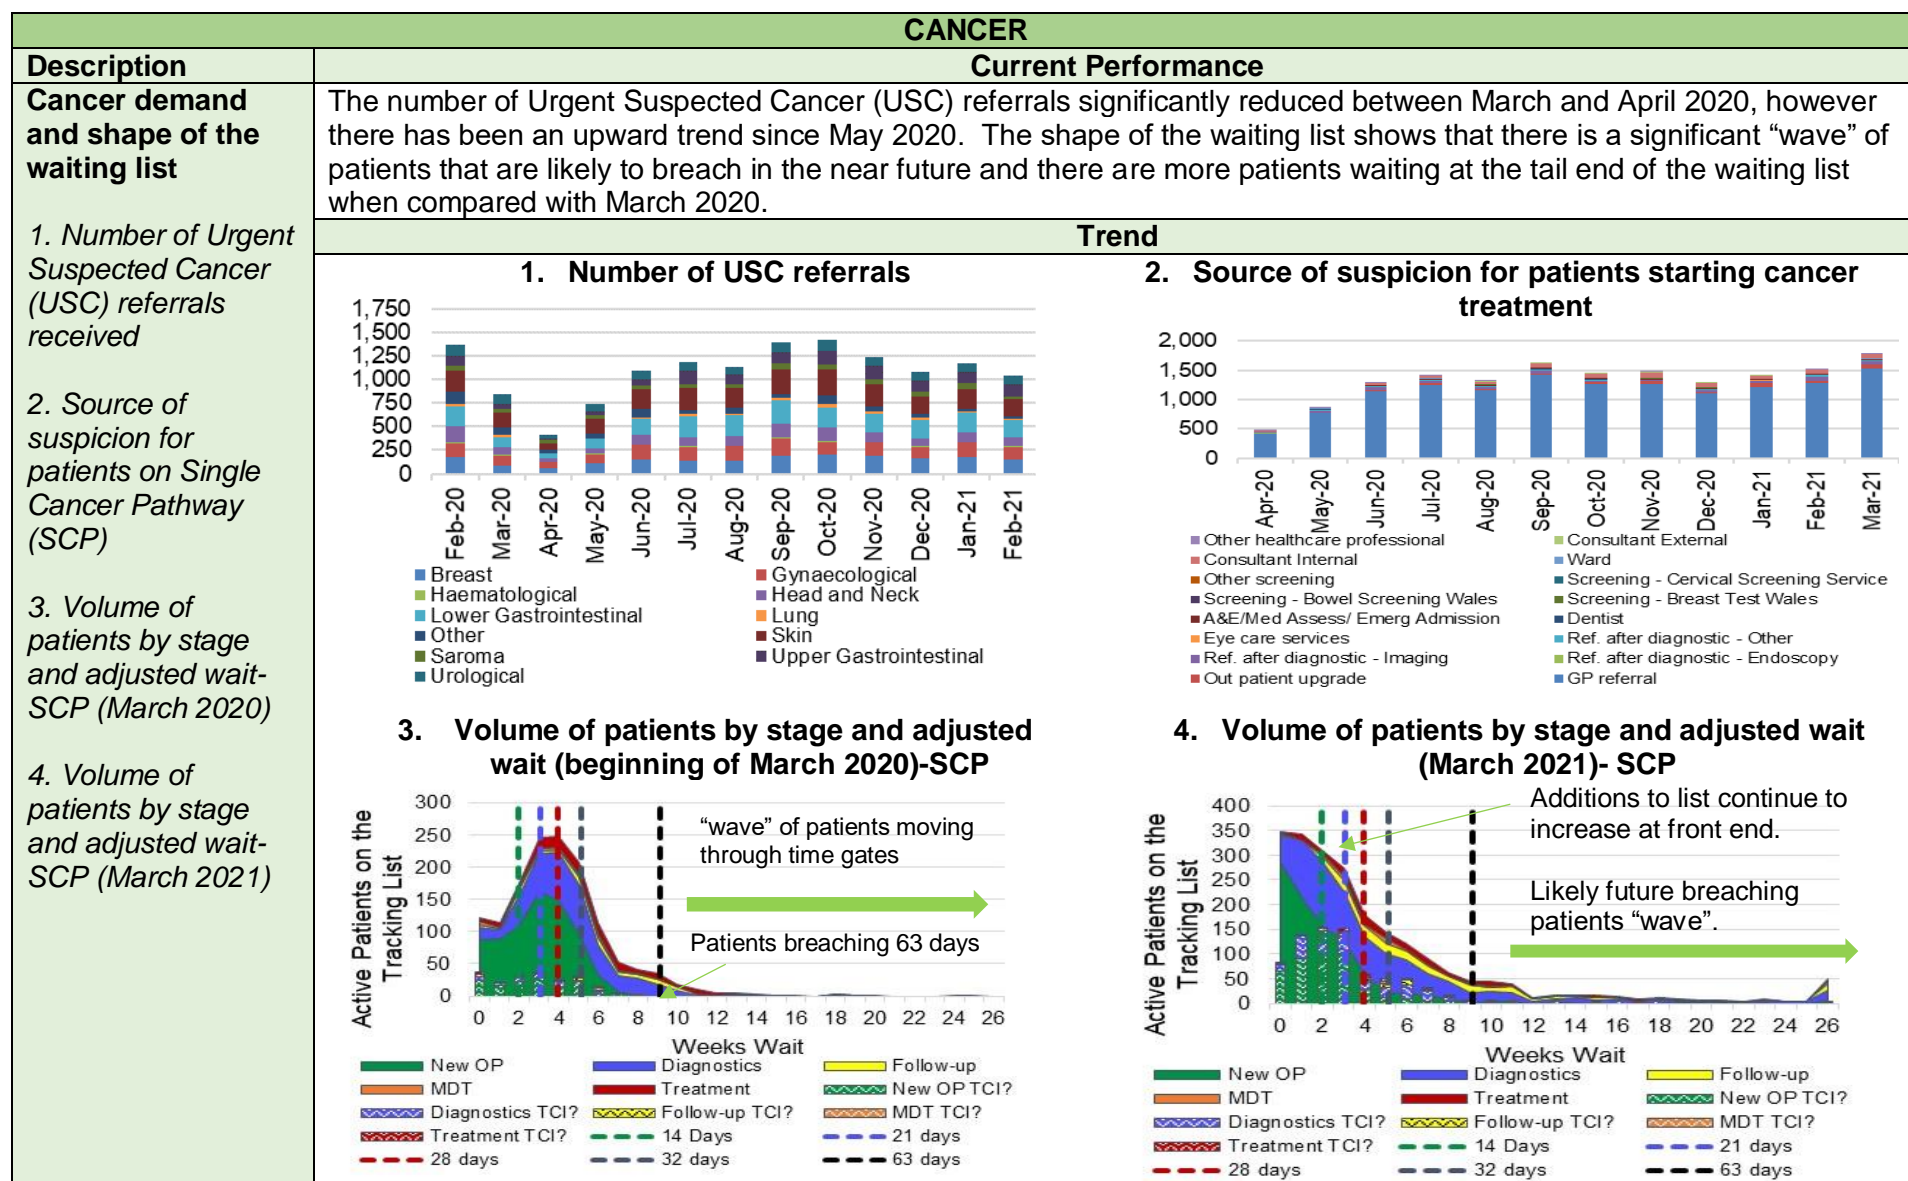 CANCER
Description
Current Performance
Cancer demand
and shape of the
waiting list
1. Number of Urgent
Suspected Cancer
(USC) referrals
received
2. Source of
suspicion for
patients on Single
Cancer Pathway
(SCP)
3. Volume of
patients by stage
and adjusted wait-
SCP (March 2020)
4. Volume of
patients by stage
and adjusted wait-
SCP (March 2021)
The number of Urgent Suspected Cancer (USC) referrals significantly reduced between March and April 2020, however
there has been an upward trend since May 2020. The shape of the waiting list shows that there is a significant “wave” of
patients that are likely to breach in the near future and there are more patients waiting at the tail end of the waiting list
when compared with March 2020.
Trend
1. Number of USC referrals
1,750
1,500
1,250
1,000
750
500
250
0
Feb-20
Mar-20
Apr-20
May-20
Jun-20
Jul-20
Aug-20
Sep-20
Oct-20
Nov-20
Dec-20
Jan-21
Feb-21
Breast
Gynaecological
Haematological
Head and Neck
Lower Gastrointestinal
Lung
Other
Skin
Saroma
Upper Gastrointestinal
Urological
2. Source of suspicion for patients starting cancer
treatment
2,000
1,500
1,000
500
0
Apr-20
May-20
Jun-20
Jul-20
Aug-20
Sep-20
Oct-20
Nov-20
Dec-20
Jan-21
Feb-21
Mar-21
Other healthcare professional
Consultant External
Consultant Internal
Ward
Other screening
Screening - Cervical Screening Service
Screening - Bowel Screening Wales
Screening - Breast Test Wales
A&E/Med Assess/ Emerg Admission
Dentist
Eye care services
Ref. after diagnostic - Other
Ref. after diagnostic - Imaging
Ref. after diagnostic - Endoscopy
Out patient upgrade
GP referral
3. Volume of patients by stage and adjusted
wait (beginning of March 2020)-SCP
Active Patients on the
Tracking List
300
250
200
150
100
50
0
“wave” of patients moving
through time gates
Patients breaching 63 days
0 2 4 6 8 10 12 14 16 18 20 22 24 26
Weeks Wait
New OP
Diagnostics
Follow-up
MDT
Treatment
New OP TCI?
Diagnostics TCI?
Follow-up TCI?
MDT TCI?
Treatment TCI?
14 Days
21 days
28 days
32 days
63 days
4. Volume of patients by stage and adjusted wait
(March 2021)- SCP
Active Patients on the
Tracking List
400
350
300
250
200
150
100
50
0
Additions to list continue to
increase at front end.
Likely future breaching
patients “wave”.
0 2 4 6 8 10 12 14 16 18 20 22 24 26
Weeks Wait
New OP
Diagnostics
Follow-up
MDT
Treatment
New OP TCI?
Diagnostics TCI?
Follow-up TCI?
MDT TCI?
Treatment TCI?
14 Days
21 days
28 days
32 days
63 days